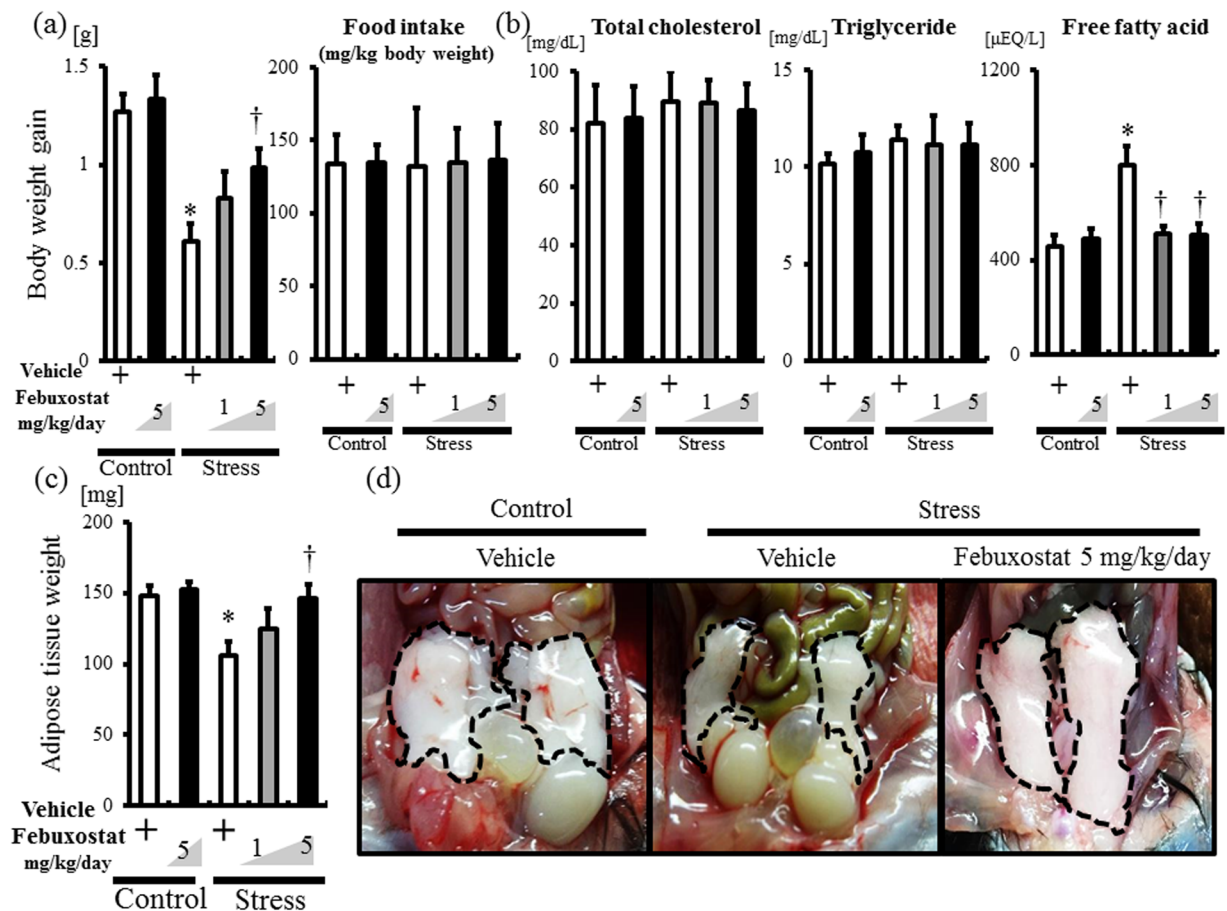 (a)
[g]
Body weight gain
1.5
1
0.5
0
*
†
Vehicle
Febuxostat
mg/kg/day
+
5
+
1
5
Control
Stress
Food intake
(mg/kg body weight)
200
150
100
50
0
+
5
+
1
5
Control
Stress
(b)
Total cholesterol
[mg/dL]
100
80
60
40
20
0
+
5
+
1
5
Control
Stress
Triglyceride
[mg/dL]
15
10
5
0
+
5
+
1
5
Control
Stress
Free fatty acid
[µEQ/L]
1200
800
400
0
*
†
†
+
5
+
1
5
Control
Stress
(c)
[mg]
Adipose tissue weight
200
150
100
50
0
*
†
Vehicle
Febuxostat
mg/kg/day
+
5
+
1
5
Control
Stress
(d)
Control
Stress
Vehicle
Vehicle
Febuxostat 5 mg/kg/day